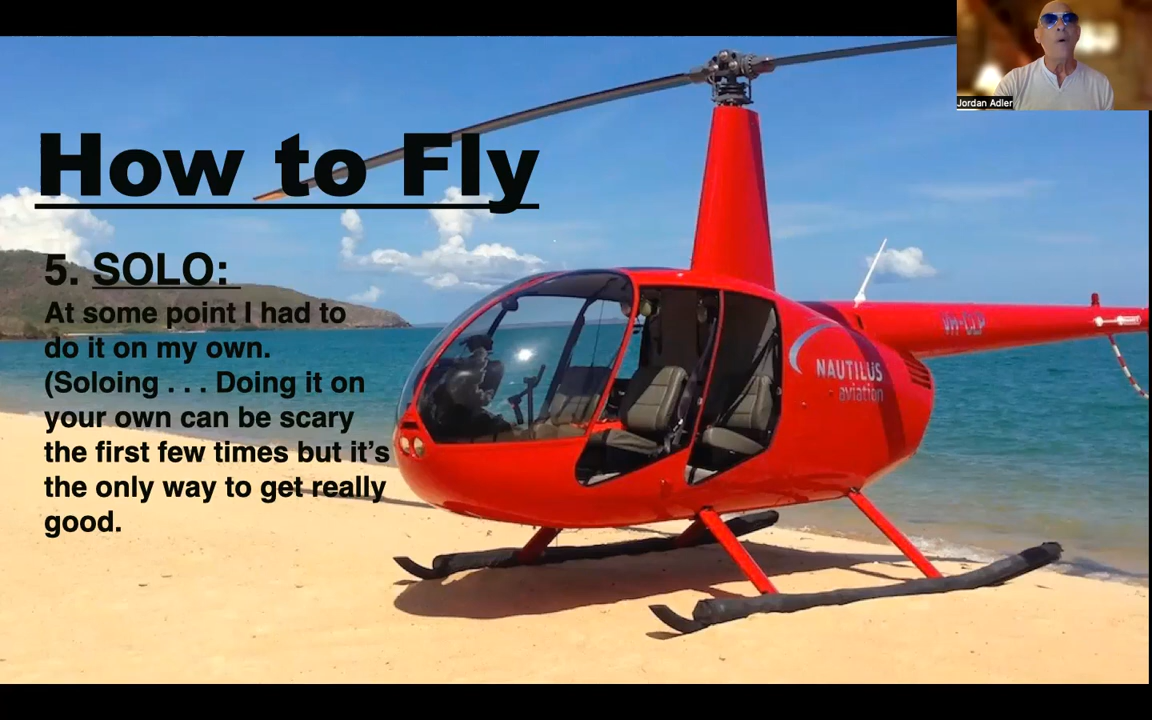 Jordan Adler
How to Fly
5. SOLO:
At some point I had to
do it on my own.
(Soloing . . . Doing it on
your own can be scary
the first few times but it’s
the only way to get really
good.
VH-CLP
NAUTILUS
aviation